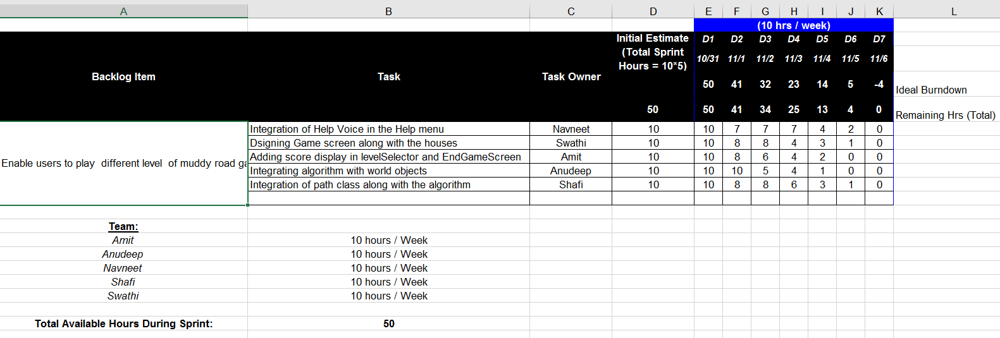 A B C D E F G H I J K L
(10 hrs / week)
Backlog Item Task Task Owner Initial Estimate (Total Sprint Hours = 10*5) D1 D2 D3 D4 D5 D6 D7
10/31 11/1 11/2 11/3 11/4 11/5 11/6
50 41 32 23 14 5 -4 Ideal Burndown
50 50 41 34 25 13 4 0 Remaining Hrs (Total)
Enable users to play different level of muddy road
Integration of Help Voice in the Help menu Navneet 10 10 7 7 7 4 2 0
Dsigning Game screen along with the houses Swathi 10 10 8 8 4 3 1 0
Adding score display in levelSelector and EndGameScreen Amit 10 10 8 6 4 2 0 0
Integrating algorithm with world objects Anudeep 10 10 10 5 4 1 0 0
Integration of path class along with the algorithm Shafi 10 10 8 8 6 3 1 0
Team:
Amit 10 hours / Week
Anudeep 10 hours / Week
Navneet 10 hours / Week
Shafi 10 hours / Week
Swathi 10 hours / Week
Total Available Hours During Sprint: 50